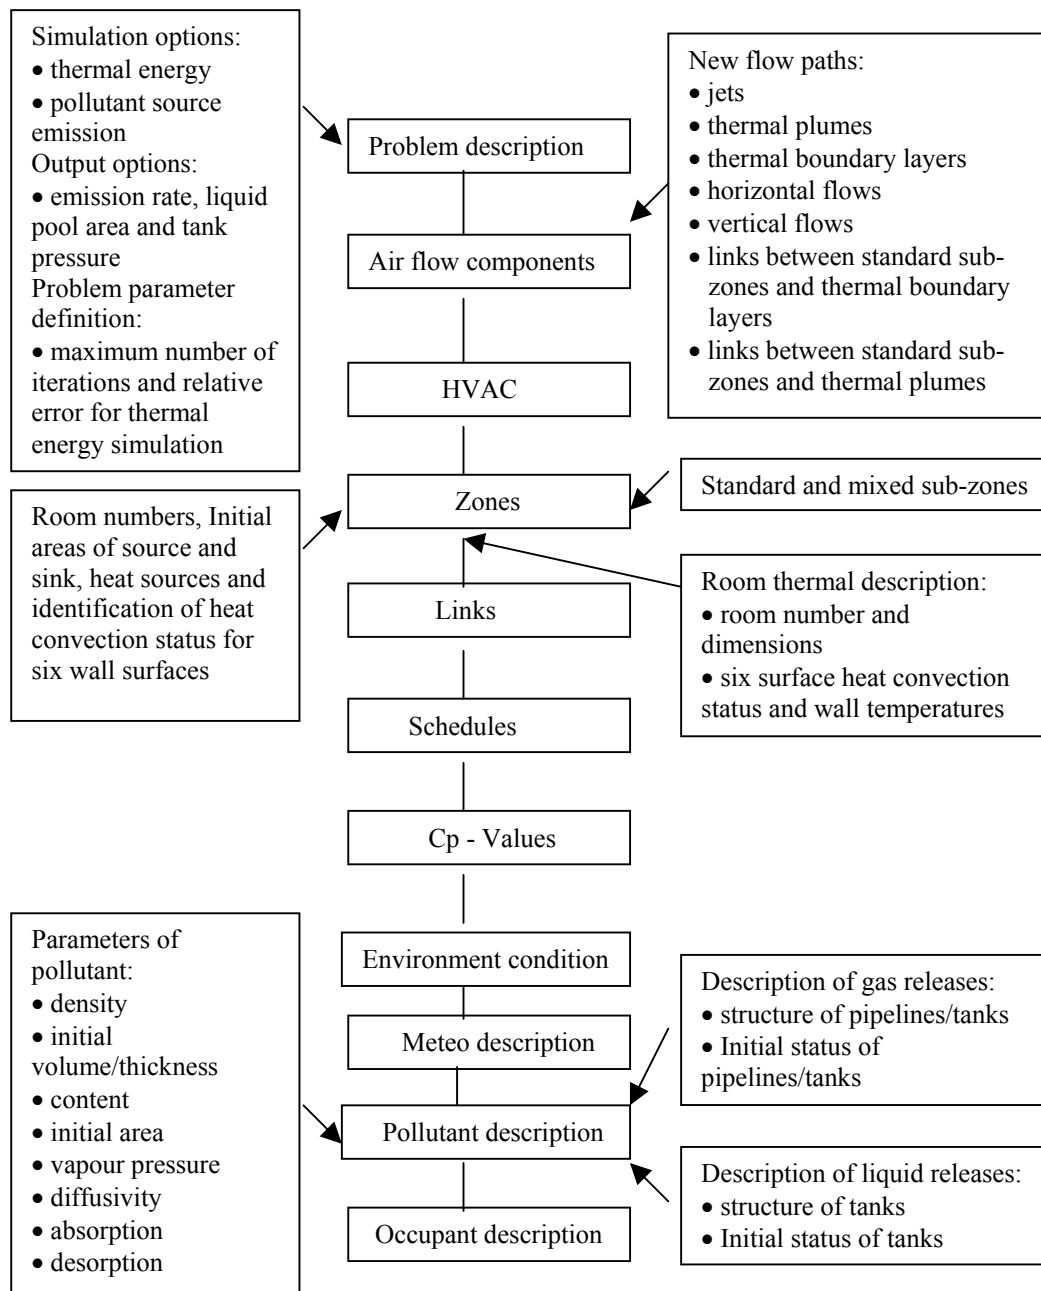 Simulation options:
• thermal energy
• pollutant source
emission
Output options:
• emission rate, liquid
pool area and tank
pressure
Problem parameter
definition:
• maximum number of
iterations and relative
error for thermal
energy simulation
New flow paths:
• jets
• thermal plumes
• thermal boundary layers
• horizontal flows
• vertical flows
• links between standard sub-
zones and thermal boundary
layers
• links between standard sub-
zones and thermal plumes
Problem description
Air flow components
HVAC
Zones
Standard and mixed sub-zones
Room numbers, Initial
areas of source and
sink, heat sources and
identification of heat
convection status for
six wall surfaces
Room thermal description:
• room number and
dimensions
• six surface heat convection
status and wall temperatures
Links
Schedules
Cp - Values
Environment condition
Meteo description
Parameters of
pollutant:
• density
• initial
volume/thickness
• content
• initial area
• vapour pressure
• diffusivity
• absorption
• desorption
Description of gas releases:
• structure of pipelines/tanks
• Initial status of
pipelines/tanks
Pollutant description
Description of liquid releases:
• structure of tanks
• Initial status of tanks
Occupant description